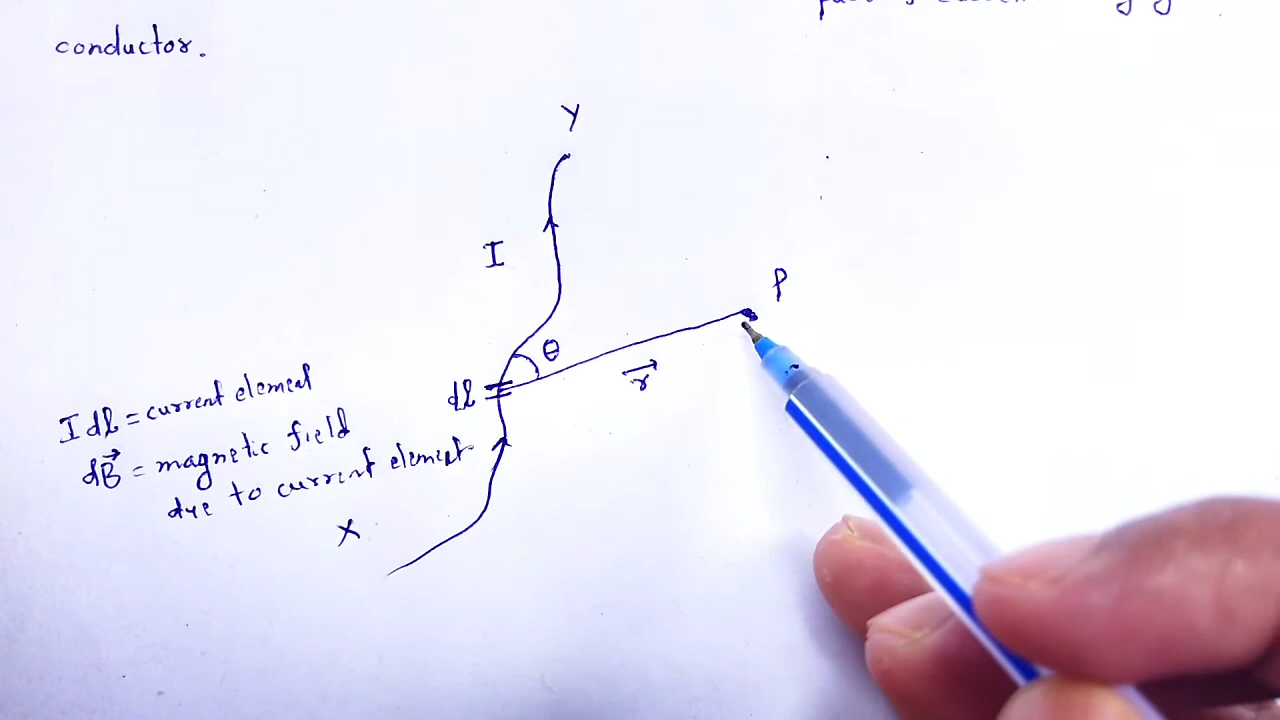 conductor.
Y
I
P
θ
r⃗
dl
I dl = current element
dB⃗ = magnetic field
due to current element
X